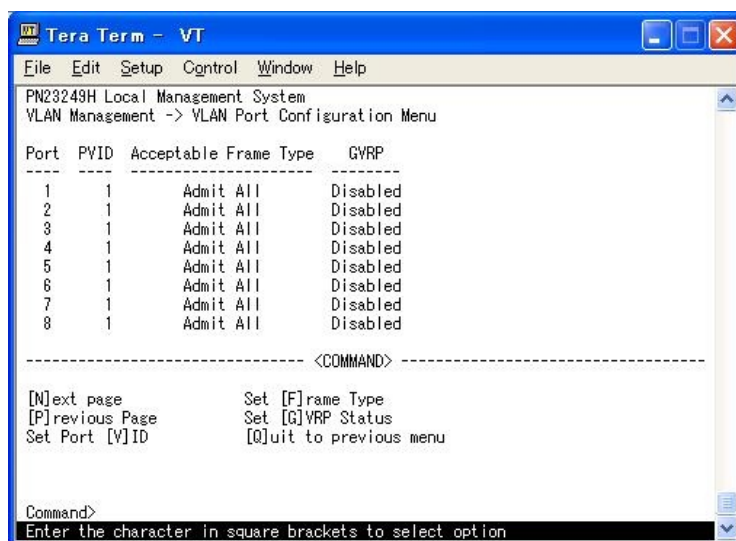 Tera Term - VT
File Edit Setup Control Window Help
PN23249H Local Management System
VLAN Management -> VLAN Port Configuration Menu
Port PVID Acceptable Frame Type GVRP
---- ---- --------------------- --------
1 1 Admit All Disabled
2 1 Admit All Disabled
3 1 Admit All Disabled
4 1 Admit All Disabled
5 1 Admit All Disabled
6 1 Admit All Disabled
7 1 Admit All Disabled
8 1 Admit All Disabled
-------------------------------- <COMMAND> -----------------------------------
[N]ext page Set [F]rame Type
[P]revious Page Set [G]VRP Status
Set Port [V]ID [Q]uit to previous menu
Command>
Enter the character in square brackets to select option